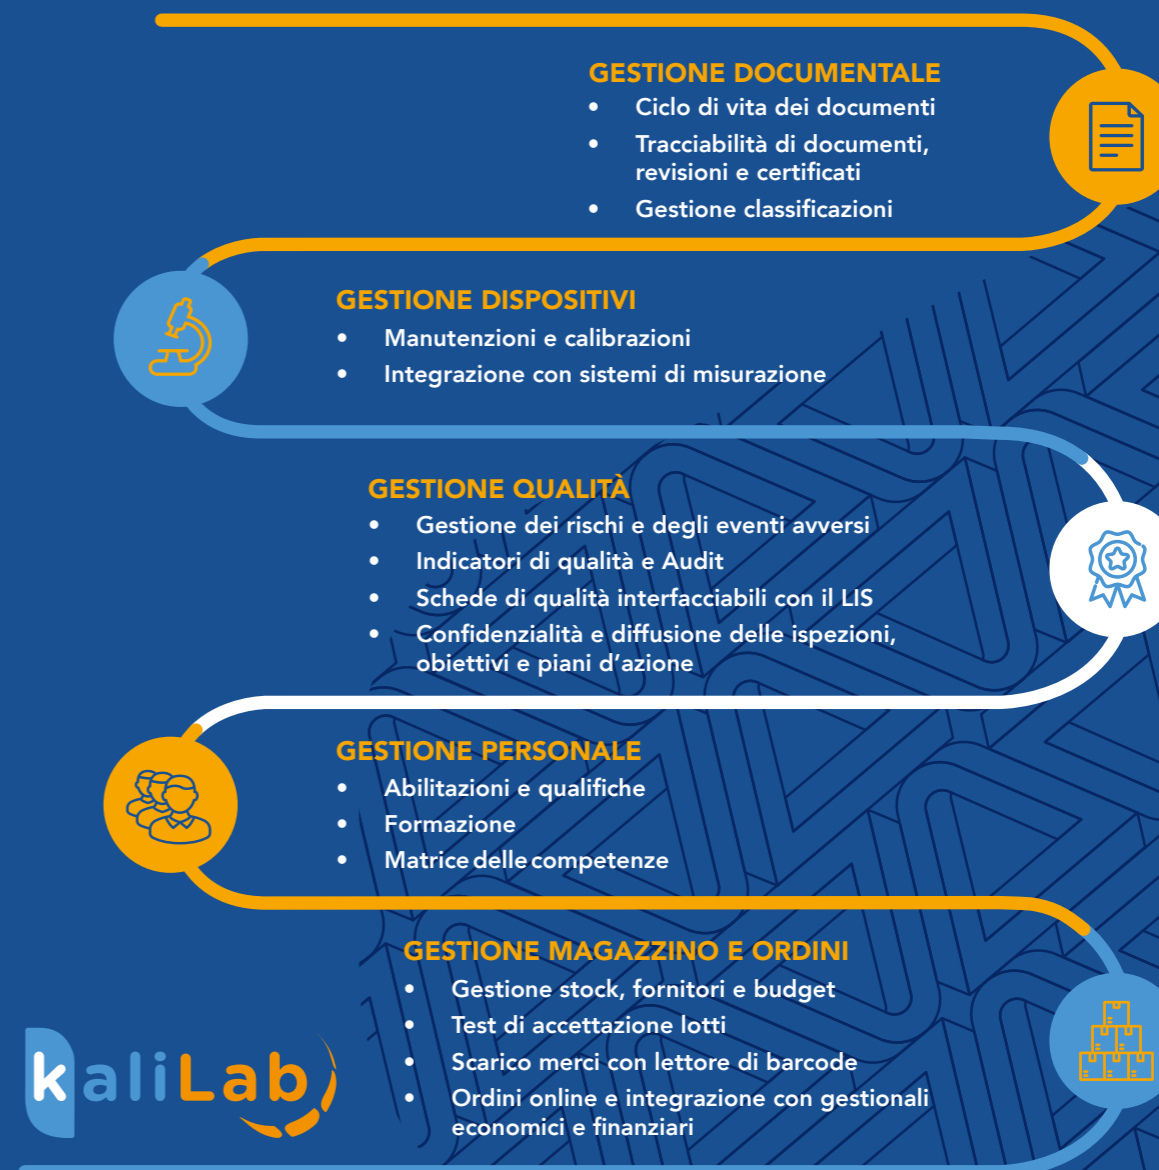 GESTIONE DOCUMENTALE
• Ciclo di vita dei documenti
• Tracciabilità di documenti,
revisioni e certificati
• Gestione classificazioni
GESTIONE DISPOSITIVI
• Manutenzioni e calibrazioni
• Integrazione con sistemi di misurazione
GESTIONE QUALITÀ
• Gestione dei rischi e degli eventi avversi
• Indicatori di qualità e Audit
• Schede di qualità interfacciabili con il LIS
• Confidenzialità e diffusione delle ispezioni,
obiettivi e piani d'azione
GESTIONE PERSONALE
• Abilitazioni e qualifiche
• Formazione
• Matrice delle competenze
GESTIONE MAGAZZINO E ORDINI
• Gestione stock, fornitori e budget
• Test di accettazione lotti
• Scarico merci con lettore di barcode
• Ordini online e integrazione con gestionali
economici e finanziari
kaliLab